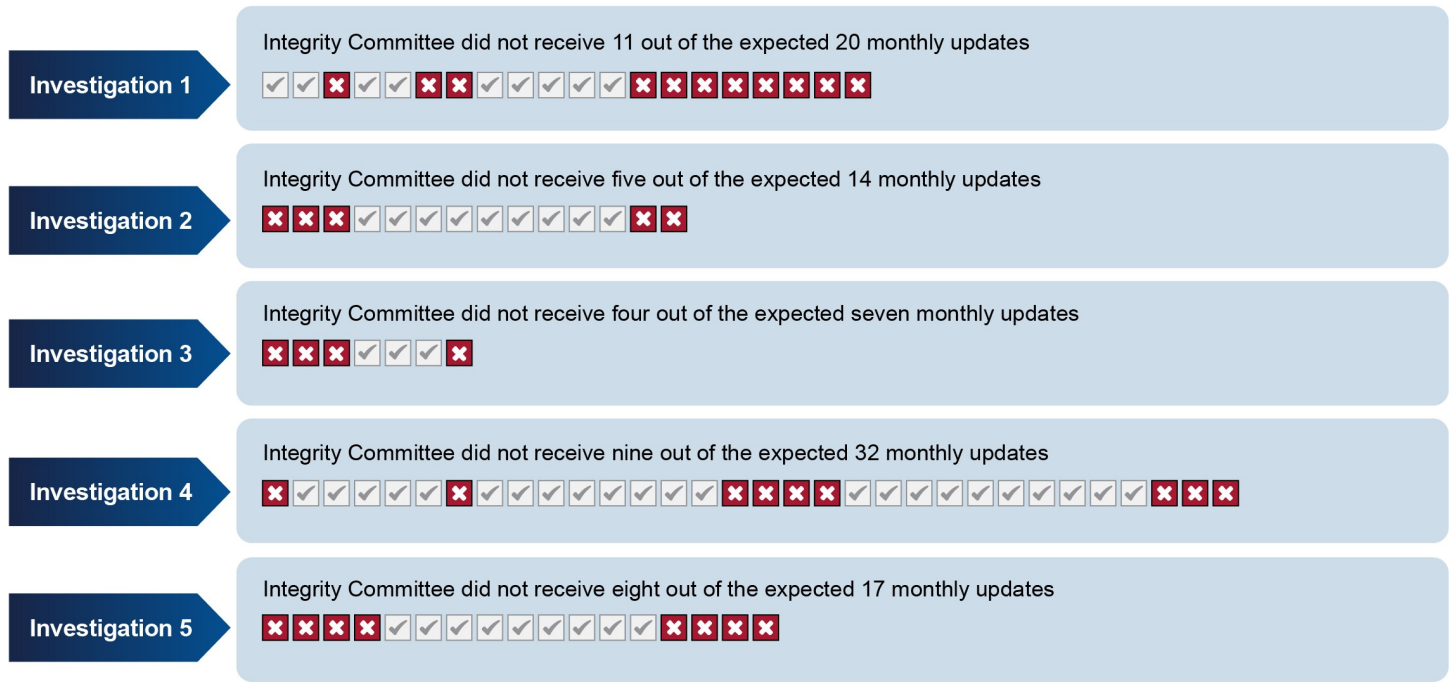 Investigation 1
Integrity Committee did not receive 11 out of the expected 20 monthly updates
Investigation 2
Integrity Committee did not receive five out of the expected 14 monthly updates
Investigation 3
Integrity Committee did not receive four out of the expected seven monthly updates
Investigation 4
Integrity Committee did not receive nine out of the expected 32 monthly updates
Investigation 5
Integrity Committee did not receive eight out of the expected 17 monthly updates